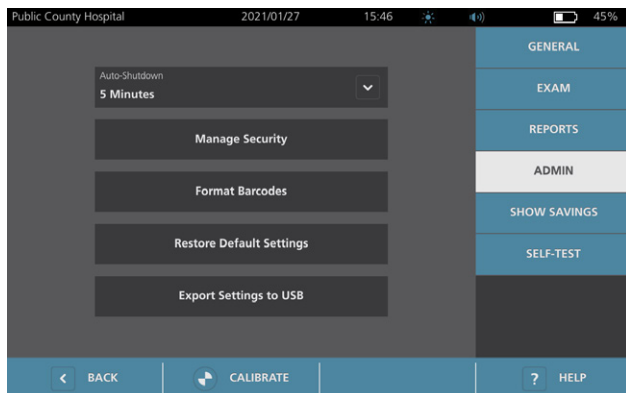 Public County Hospital 2021/01/27 15:46 45%
GENERAL
Auto-Shutdown
5 Minutes
EXAM
Manage Security
REPORTS
ADMIN
Format Barcodes
SHOW SAVINGS
Restore Default Settings
SELF-TEST
Export Settings to USB
BACK CALIBRATE ? HELP